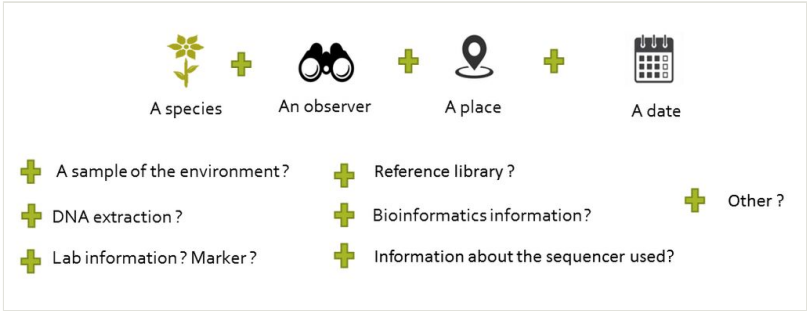 A species
An observer
A place
A date
A sample of the environment?
Reference library?
Other?
DNA extraction?
Bioinformatics information?
Lab information? Marker?
Information about the sequencer used?